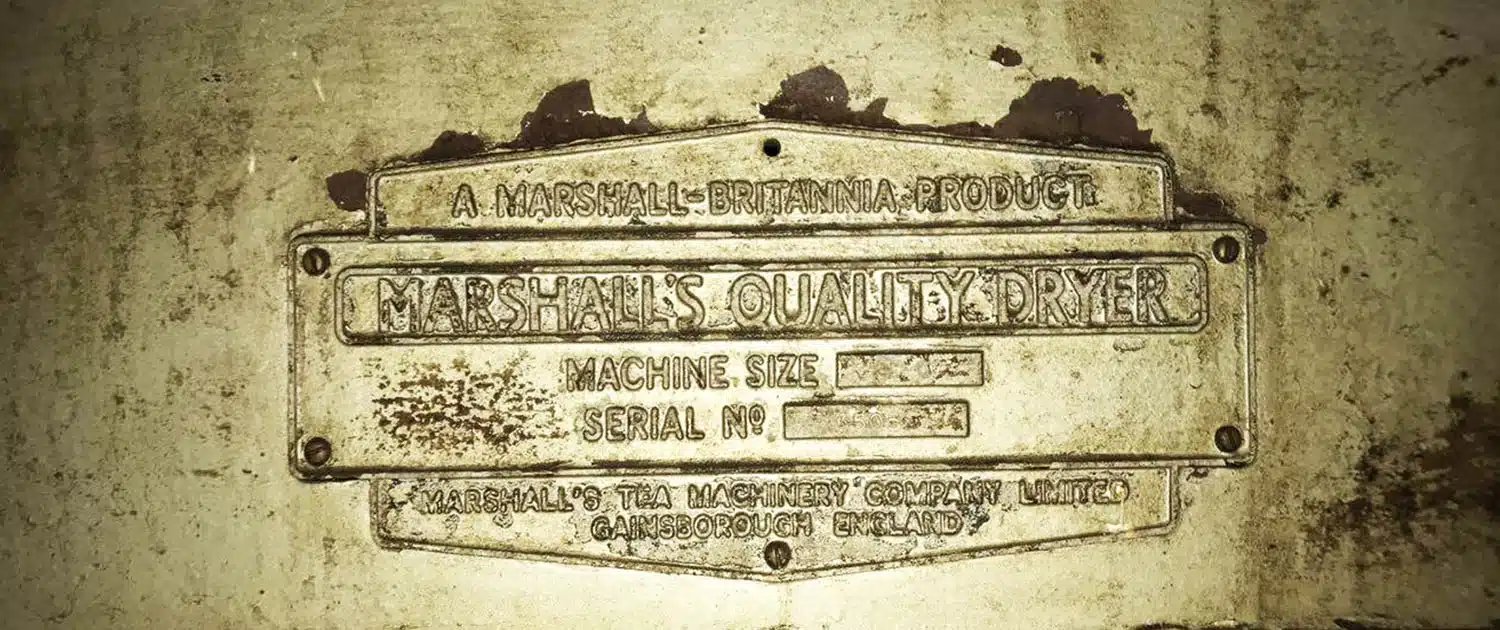 A MARSHALL-BRITANNIA PRODUCT
MARSHALL'S QUALITY DRYER
MACHINE SIZE
SERIAL Nº
MARSHALL'S TEA MACHINERY COMPANY LIMITED
GAINSBOROUGH ENGLAND